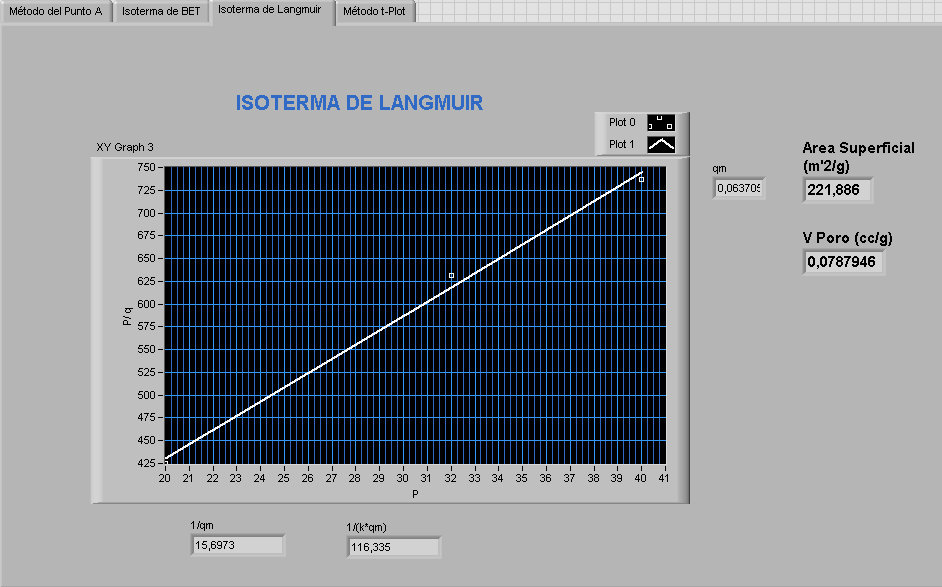 Método del Punto A
Isoterma de BET
Isoterma de Langmuir
Método t-Plot
ISOTERMA DE LANGMUIR
Plot 0
Plot 1
XY Graph 3
750
725
700
675
650
625
600
575
550
525
500
475
450
425
P/q
20 21 22 23 24 25 26 27 28 29 30 31 32 33 34 35 36 37 38 39 40 41
P
qm
0,063705
Area Superficial
(m'2/g)
221,886
V Poro (cc/g)
0,0787946
1/qm
15,6973
1/(k*qm)
116,335